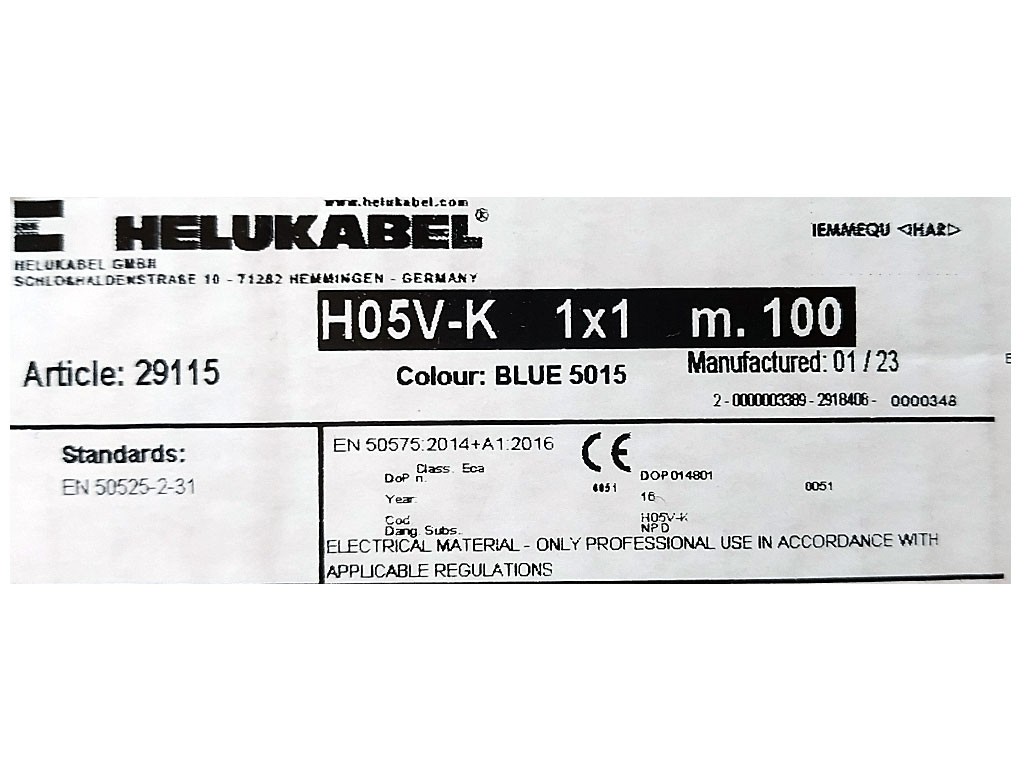 www.helukabel.com
HELUKABEL®
IEMMEQU <HAR>
HELUKABEL GMBH
SCHLOßHALDENSTRAßE 10 - 71282 HEMMINGEN - GERMANY
H05V-K 1x1 m. 100
Article: 29115
Colour: BLUE 5015
Manufactured: 01 / 23
2 - 0000003389 - 2918406 - 0000348
Standards:
EN 50525-2-31
EN 50575:2014+A1:2016
CE
Class. Eca
DoP n. DOP014801
0051
0051
Year 16
Cod H05V-K
Dang. Subs. NPD
ELECTRICAL MATERIAL - ONLY PROFESSIONAL USE IN ACCORDANCE WITH
APPLICABLE REGULATIONS